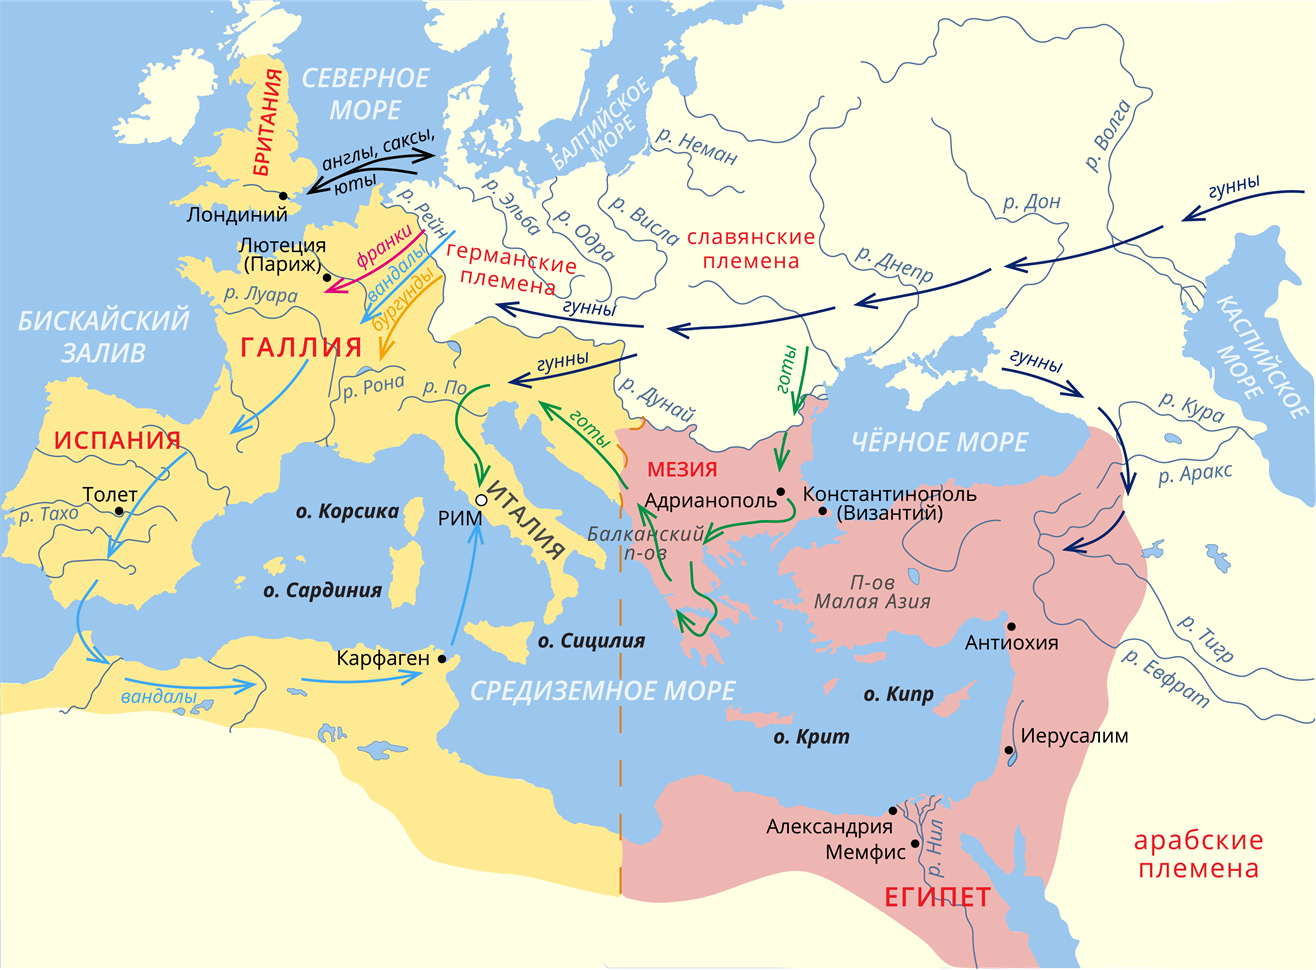 СЕВЕРНОЕ
МОРЕ
БРИТАНИЯ
БАЛТИЙСКОЕ
МОРЕ
р. Неман
р. Волга
англы, саксы,
юты
р. Рейн
р. Эльба
р. Одра
р. Висла
р. Дон
гунны
Лондиний
Лютеция
(Париж)
франки
вандалы
бургунды
германские
племена
славянские
племена
р. Днепр
р. Луара
гунны
БИСКАЙСКИЙ
ЗАЛИВ
КАСПИЙСКОЕ
МОРЕ
ГАЛЛИЯ
гунны
готы
гунны
р. Рона
р. По
р. Дунай
р. Кура
готы
ИСПАНИЯ
ЧЁРНОЕ МОРЕ
МЕЗИЯ
р. Аракс
Толет
р. Тахо
о. Корсика
РИМ
ИТАЛИЯ
Адрианополь
Константинополь
(Византий)
Балканский
п-ов
о. Сардиния
П-ов
Малая Азия
о. Сицилия
Антиохия
р. Тигр
Карфаген
р. Евфрат
вандалы
СРЕДИЗЕМНОЕ МОРЕ
о. Кипр
о. Крит
Иерусалим
Александрия
Мемфис
р. Нил
ЕГИПЕТ
арабские
племена